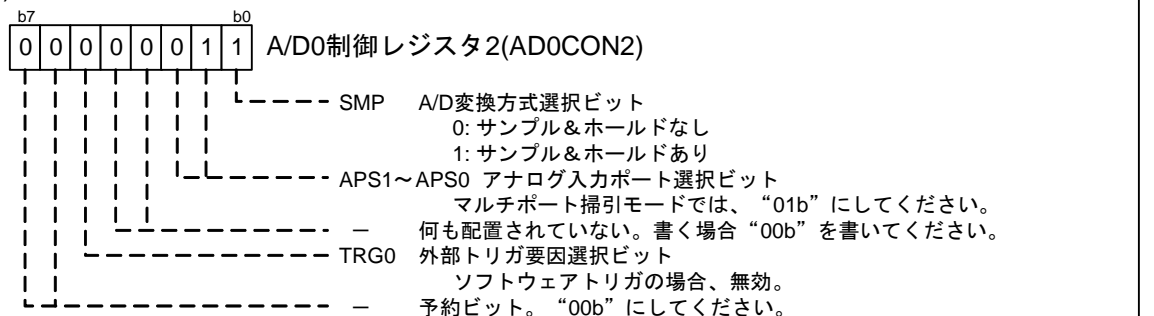 b7 b0
0 0 0 0 0 0 1 1 A/D0制御レジスタ2(AD0CON2)
SMP A/D変換方式選択ビット
0: サンプル＆ホールドなし
1: サンプル＆ホールドあり
APS1～APS0 アナログ入力ポート選択ビット
マルチポート掃引モードでは、“01b”にしてください。
－ 何も配置されていない。書く場合“00b”を書いてください。
TRG0 外部トリガ要因選択ビット
ソフトウェアトリガの場合、無効。
－ 予約ビット。“00b”にしてください。